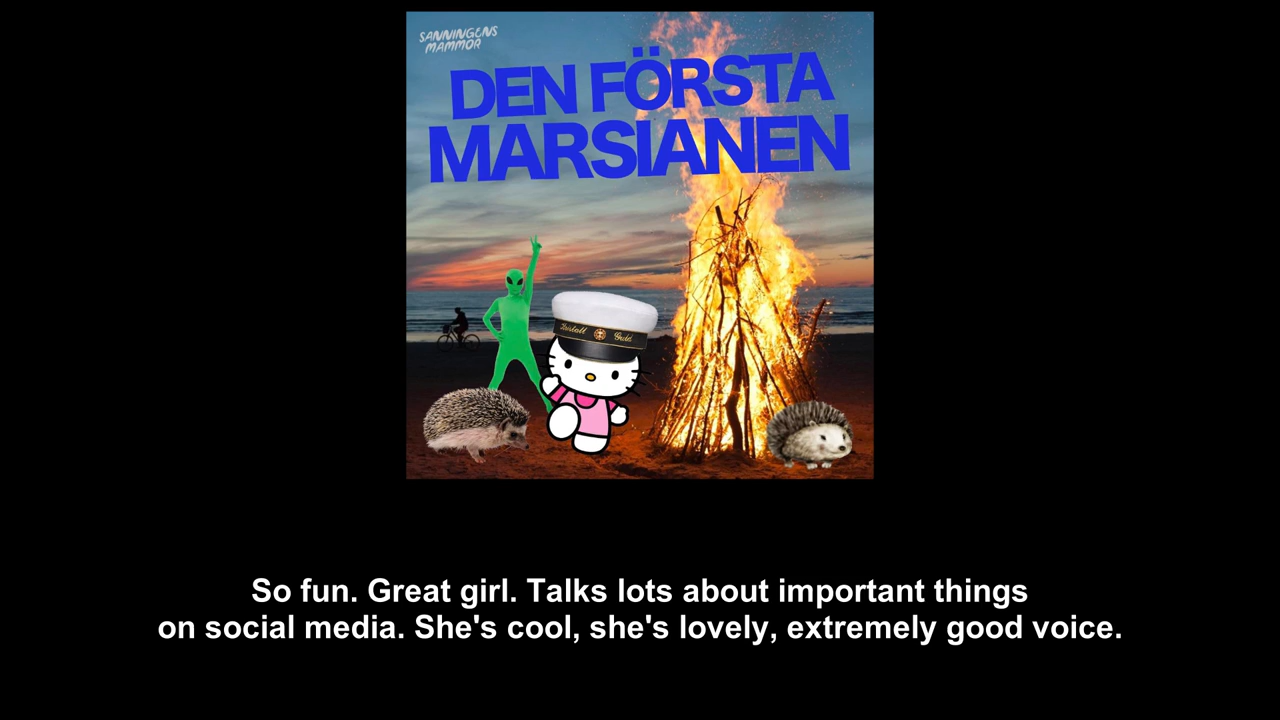 SANNINGENS
MAMMOR
DEN FÖRSTA
MARSIANEN
So fun. Great girl. Talks lots about important things
on social media. She's cool, she's lovely, extremely good voice.